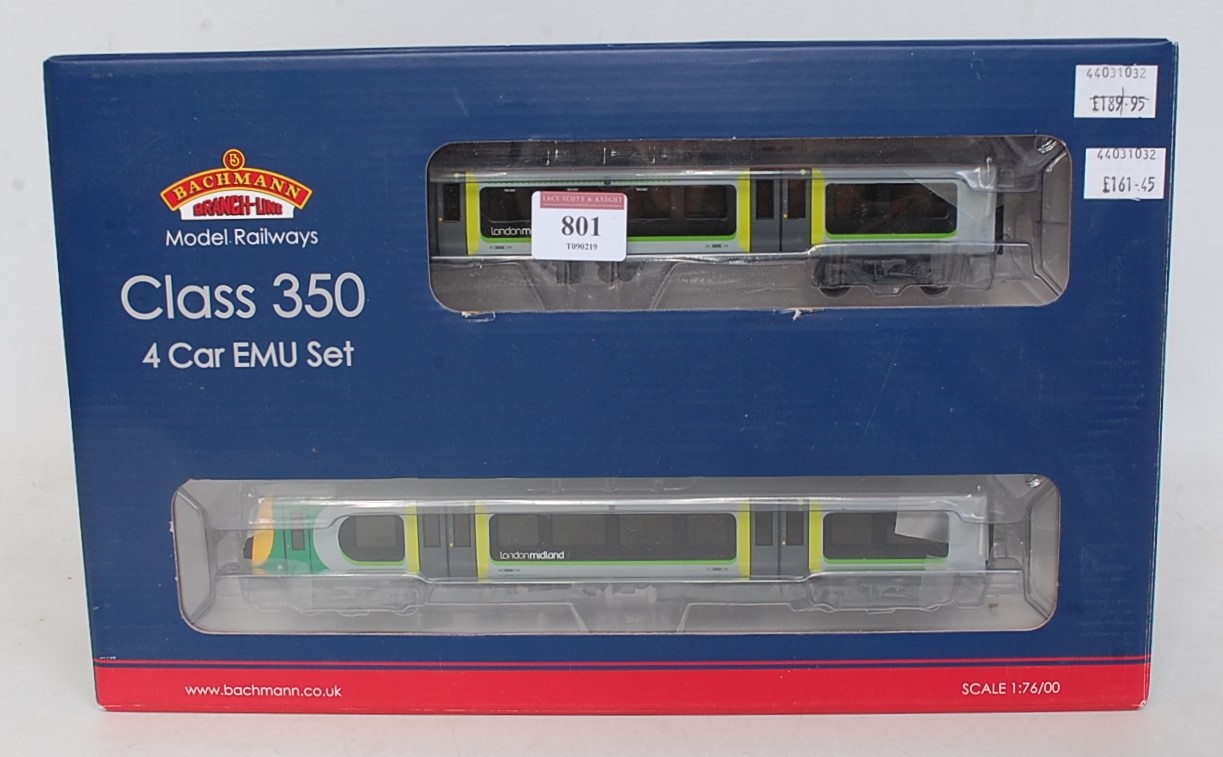 44031032
£189.95
44031032
£161.45
B
BACHMANN
BRANCH-LINE
Model Railways
Class 350
4 Car EMU Set
londonmi
LACY SCOTT & KNIGHT
801
T090219
londonmidland
www.bachmann.co.uk
SCALE 1:76/00